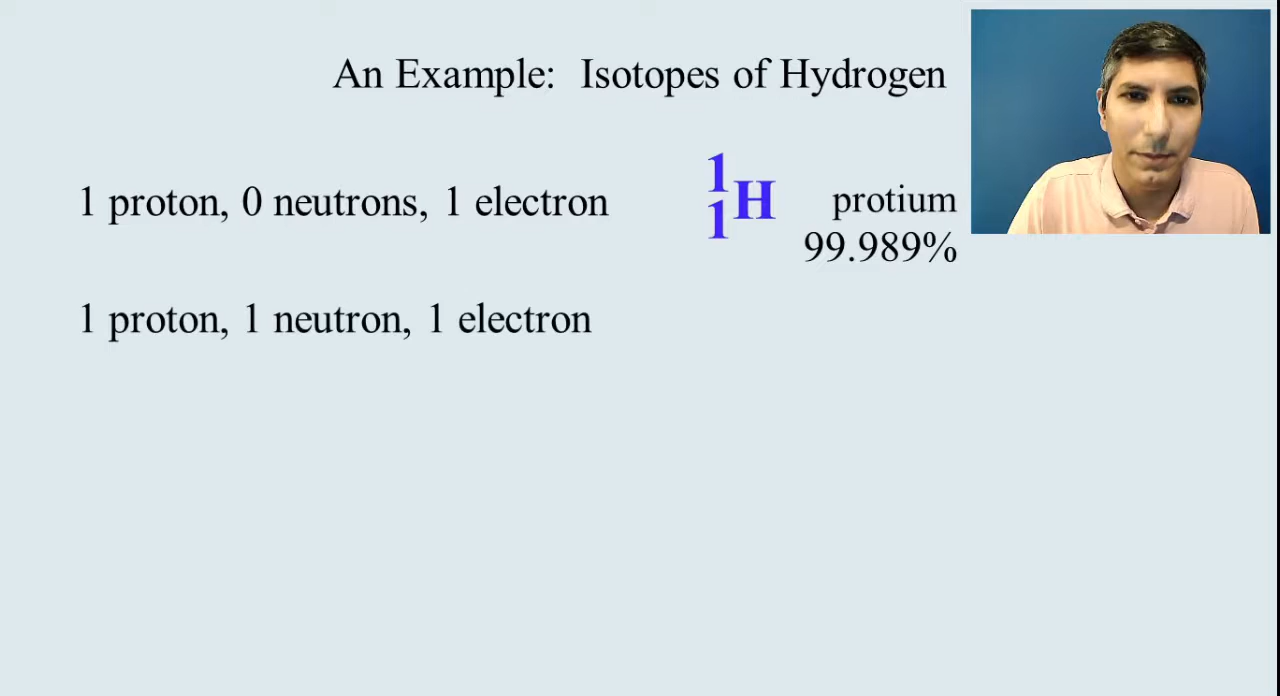 An Example: Isotopes of Hydrogen
1 proton, 0 neutrons, 1 electron
1
1
H
protium
99.989%
1 proton, 1 neutron, 1 electron